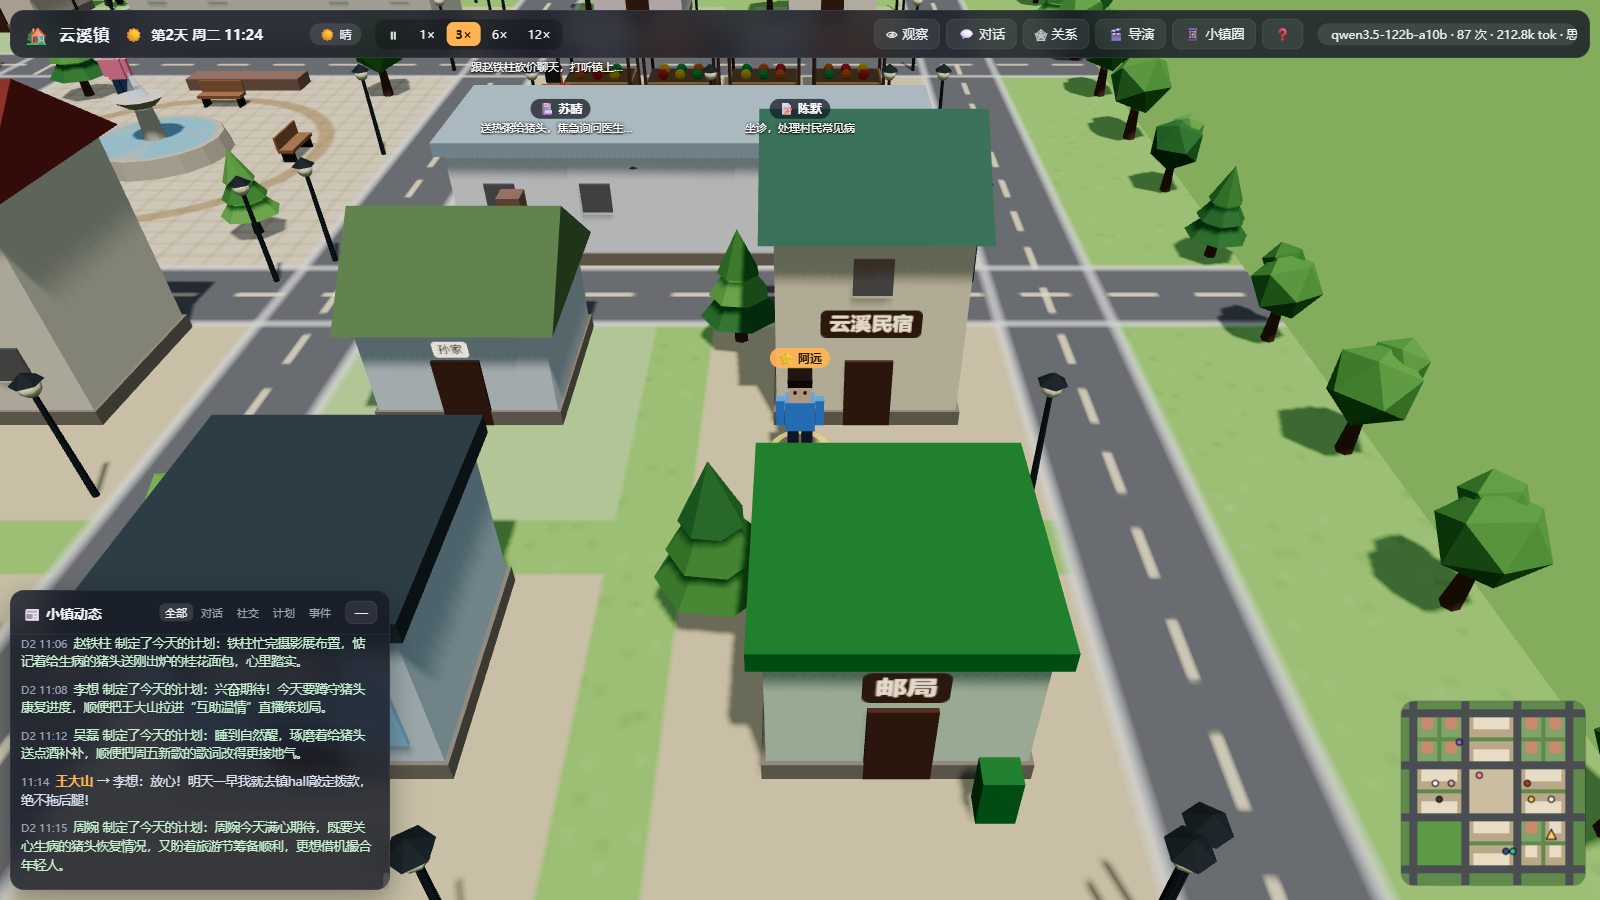 云溪镇
第2天 周二 11:24
晴
1×
3×
6×
12×
观察
对话
关系
导演
小镇圈
qwen3.5-122b-a10b · 87 次 · 212.8k tok · 思
跟赵铁柱砍价聊天，打听镇上...
苏晴
送热粥给猪头，焦急询问医生...
陈默
坐诊，处理村民常见病
云溪民宿
孙家
阿远
邮局
小镇动态
全部 对话 社交 计划 事件
D2 11:06 赵铁柱 制定了今天的计划：铁柱忙完摄影展布置，惦
记着给生病的猪头送刚出炉的桂花面包，心里踏实。
D2 11:08 李想 制定了今天的计划：兴奋期待！今天要蹲守猪头
康复进度，顺便把王大山拉进“互助温情”直播策划局。
D2 11:12 吴磊 制定了今天的计划：睡到自然醒，琢磨着给猪头
送点酒补补，顺便把周五新歌的歌词改得更接地气。
11:14 王大山 → 李想：放心！明天一早我就去镇hall敲定拨款，
绝不拖后腿！
D2 11:15 周婉 制定了今天的计划：周婉今天满心期待，既要关
心生病的猪头恢复情况，又盼着旅游节筹备顺利，更想借机撮合
年轻人。